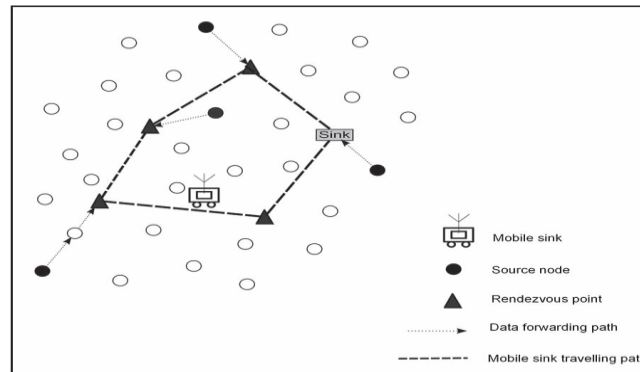 Sink
Mobile sink
Source node
Rendezvous point
Data forwarding path
Mobile sink travelling pat